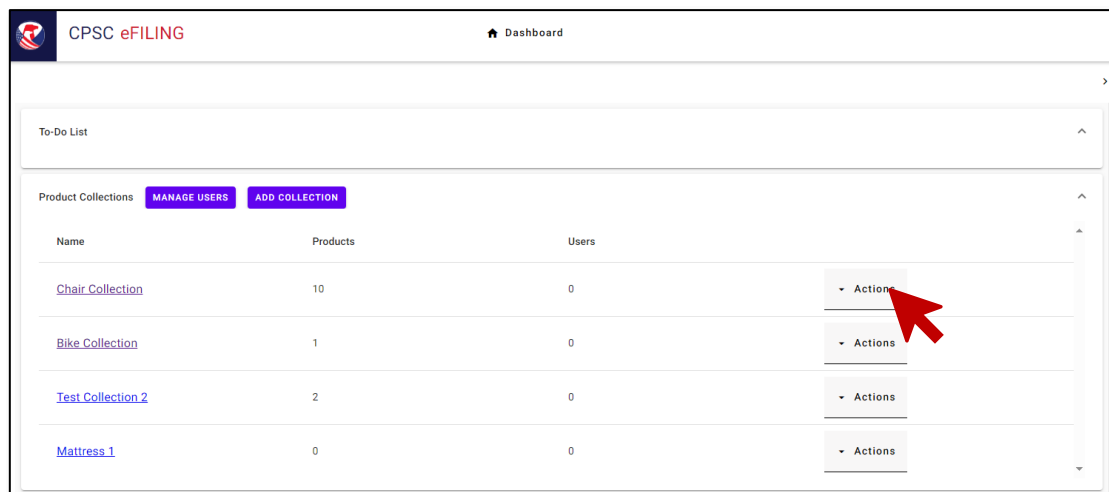 CPSC eFILING
Dashboard
To-Do List
Product Collections MANAGE USERS ADD COLLECTION
Name Products Users
Chair Collection 10 0 Actions
Bike Collection 1 0 Actions
Test Collection 2 2 0 Actions
Mattress 1 0 0 Actions